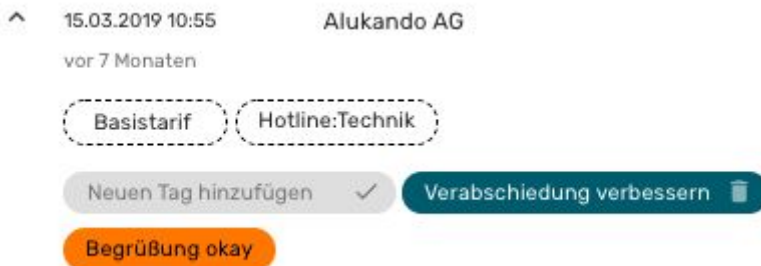 15.03.2019 10:55 Alukando AG
vor 7 Monaten
Basistarif Hotline:Technik
Neuen Tag hinzufügen Verabschiedung verbessern
Begrüßung okay